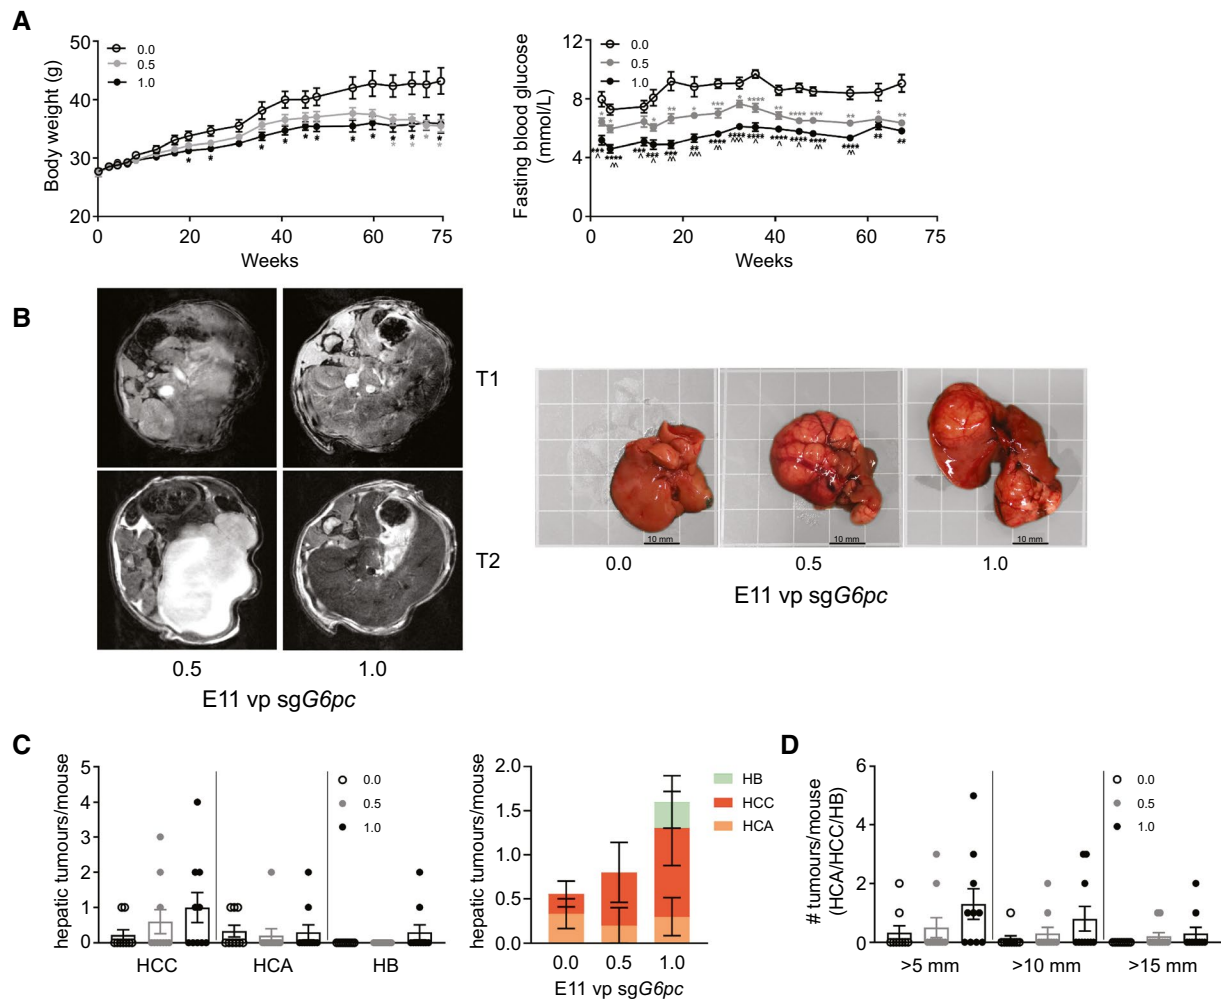 A
Body weight (g)
50
40
30
20
0.0
0.5
1.0
0
20
40
60
75
Weeks
Fasting blood glucose
(mmol/L)
12
8
4
0
0.0
0.5
1.0
0
20
40
60
75
Weeks
B
T1
T2
0.5
1.0
E11 vp sgG6pc
10 mm
10 mm
10 mm
0.0
0.5
1.0
E11 vp sgG6pc
C
hepatic tumours/mouse
5
4
3
2
1
0
0.0
0.5
1.0
HCC
HCA
HB
hepatic tumours/mouse
2.0
1.5
1.0
0.5
0.0
HB
HCC
HCA
0.0
0.5
1.0
E11 vp sgG6pc
D
# tumours/mouse
(HCA/HCC/HB)
6
4
2
0
0.0
0.5
1.0
>5 mm
>10 mm
>15 mm